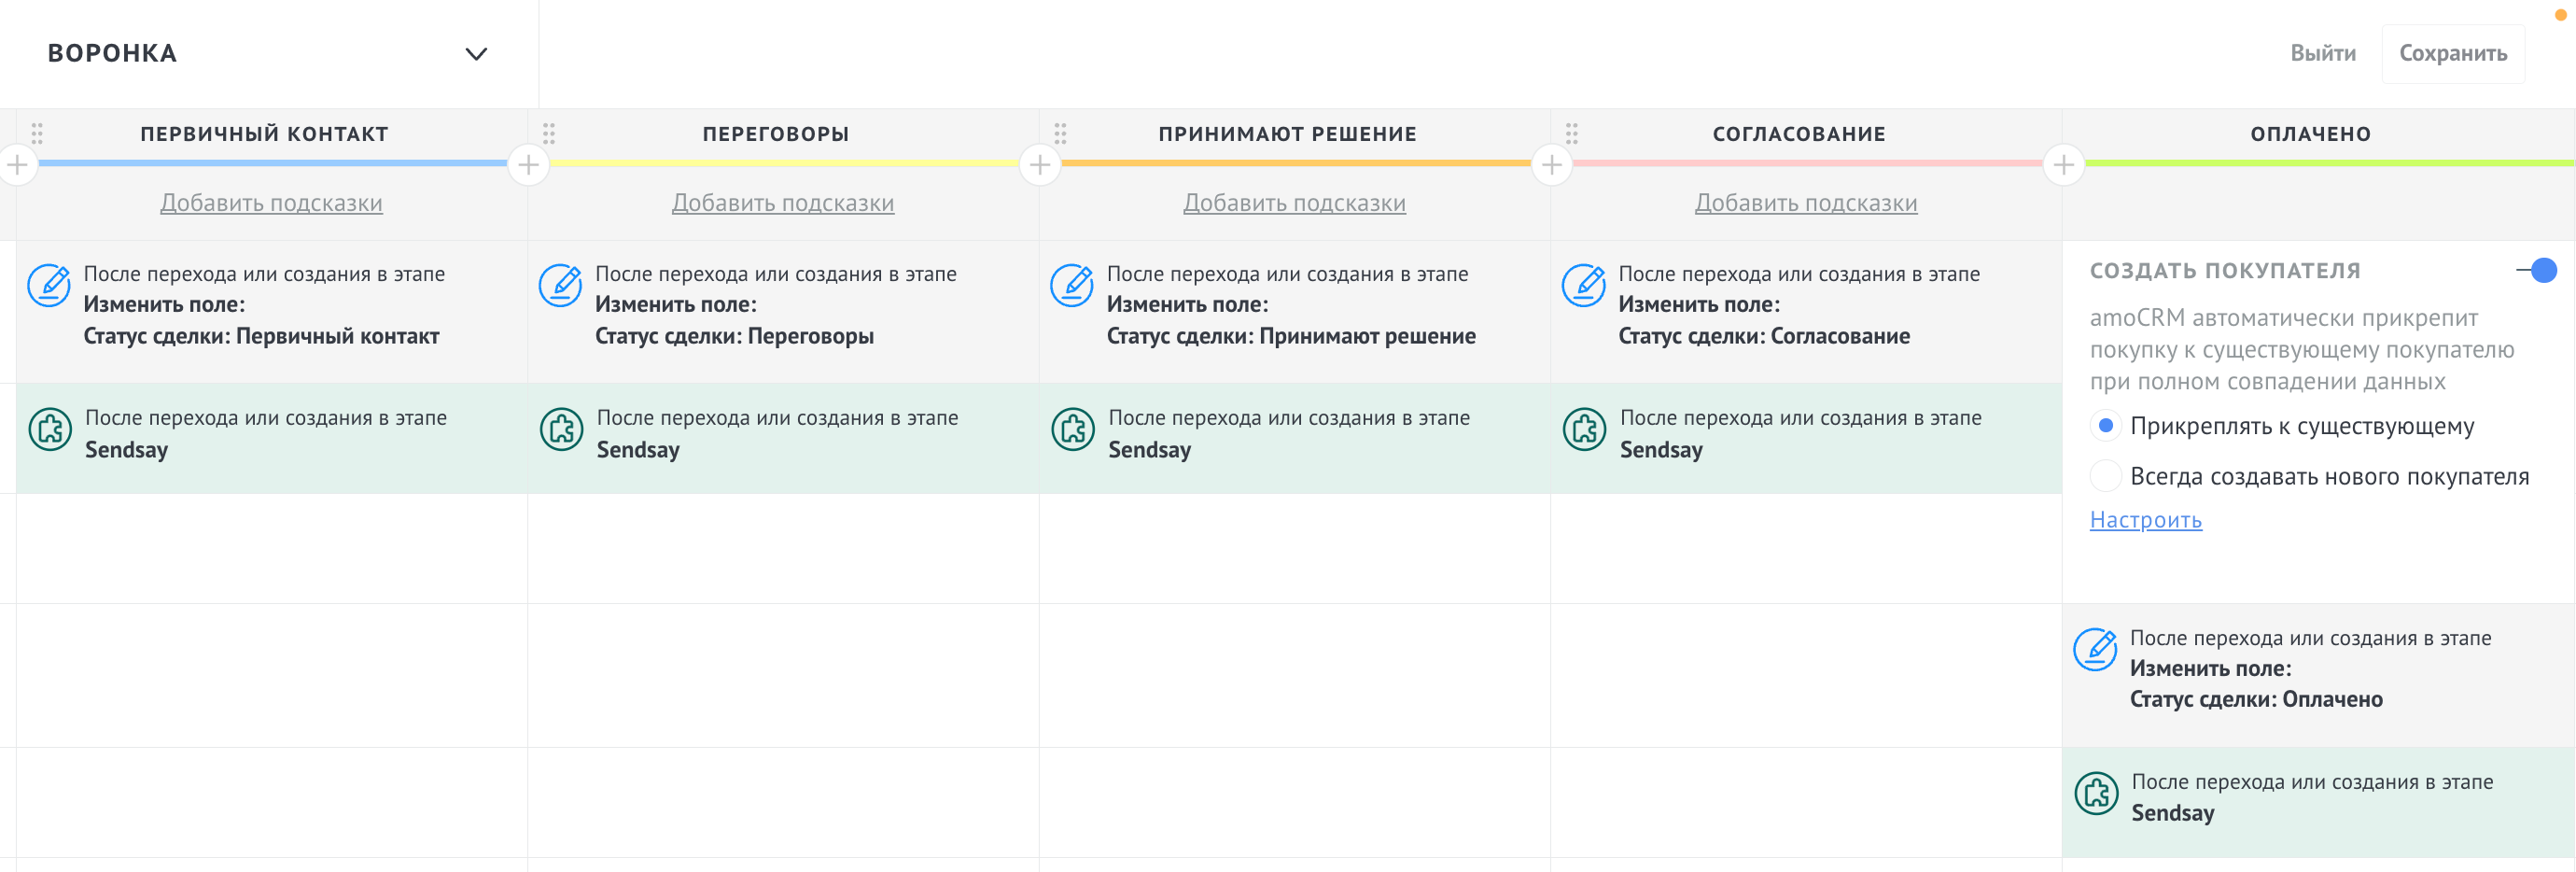 ВОРОНКА
Выйти
Сохранить
ПЕРВИЧНЫЙ КОНТАКТ
ПЕРЕГОВОРЫ
ПРИНИМАЮТ РЕШЕНИЕ
СОГЛАСОВАНИЕ
ОПЛАЧЕНО
Добавить подсказки
Добавить подсказки
Добавить подсказки
Добавить подсказки
После перехода или создания в этапе
Изменить поле:
Статус сделки: Первичный контакт
После перехода или создания в этапе
Изменить поле:
Статус сделки: Переговоры
После перехода или создания в этапе
Изменить поле:
Статус сделки: Принимают решение
После перехода или создания в этапе
Изменить поле:
Статус сделки: Согласование
После перехода или создания в этапе
Sendsay
После перехода или создания в этапе
Sendsay
После перехода или создания в этапе
Sendsay
После перехода или создания в этапе
Sendsay
СОЗДАТЬ ПОКУПАТЕЛЯ
amoCRM автоматически прикрепит
покупку к существующему покупателю
при полном совпадении данных
Прикреплять к существующему
Всегда создавать нового покупателя
Настроить
После перехода или создания в этапе
Изменить поле:
Статус сделки: Оплачено
После перехода или создания в этапе
Sendsay